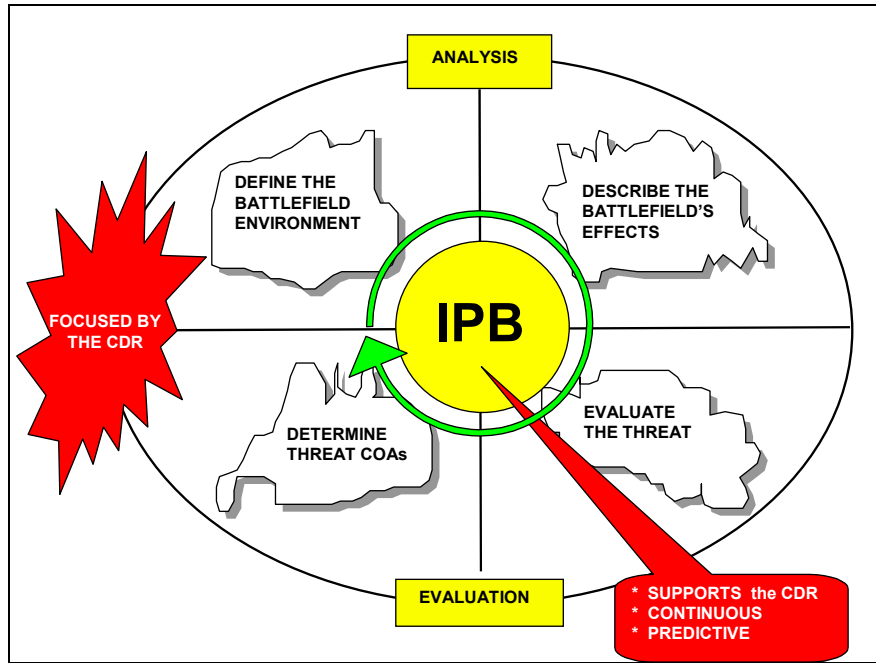 ANALYSIS
DEFINE THE
BATTLEFIELD
ENVIRONMENT
DESCRIBE THE
BATTLEFIELD'S
EFFECTS
FOCUSED BY
THE CDR
IPB
DETERMINE
THREAT COAs
EVALUATE
THE THREAT
EVALUATION
* SUPPORTS the CDR
* CONTINUOUS
* PREDICTIVE